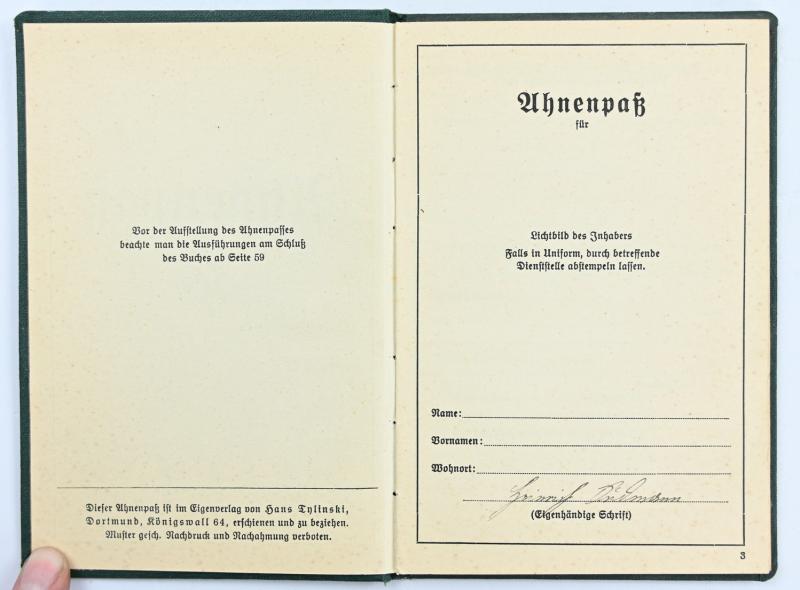 Vor der Aufstellung des Ahnenpasses
beachte man die Ausführungen am Schluß
des Buches ab Seite 59
Dieser Ahnenpaß ist im Eigenverlag von Hans Tylinski,
Dortmund, Königswall 64, erschienen und zu beziehen.
Muster gesch. Nachdruck und Nachahmung verboten.
Ahnenpaß
für
Lichtbild des Inhabers
Falls in Uniform, durch betreffende
Dienststelle abstempeln lassen.
Name:
Vornamen:
Wohnort:
Heinrich
(Eigenhändige Schrift)
3